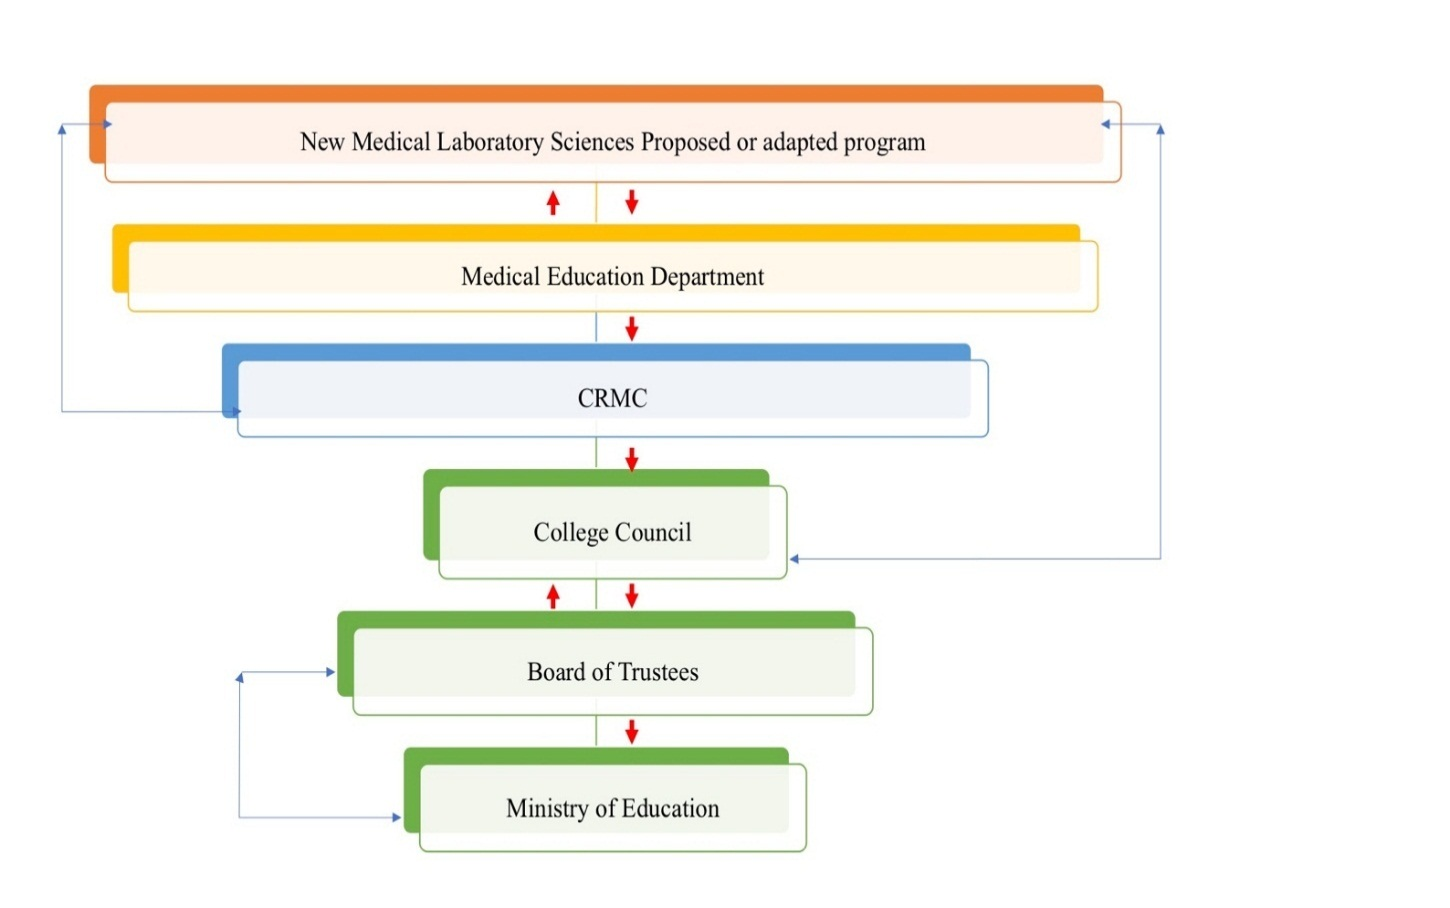 New Medical Laboratory Sciences Proposed or adapted program
Medical Education Department
CRMC
College Council
Board of Trustees
Ministry of Education